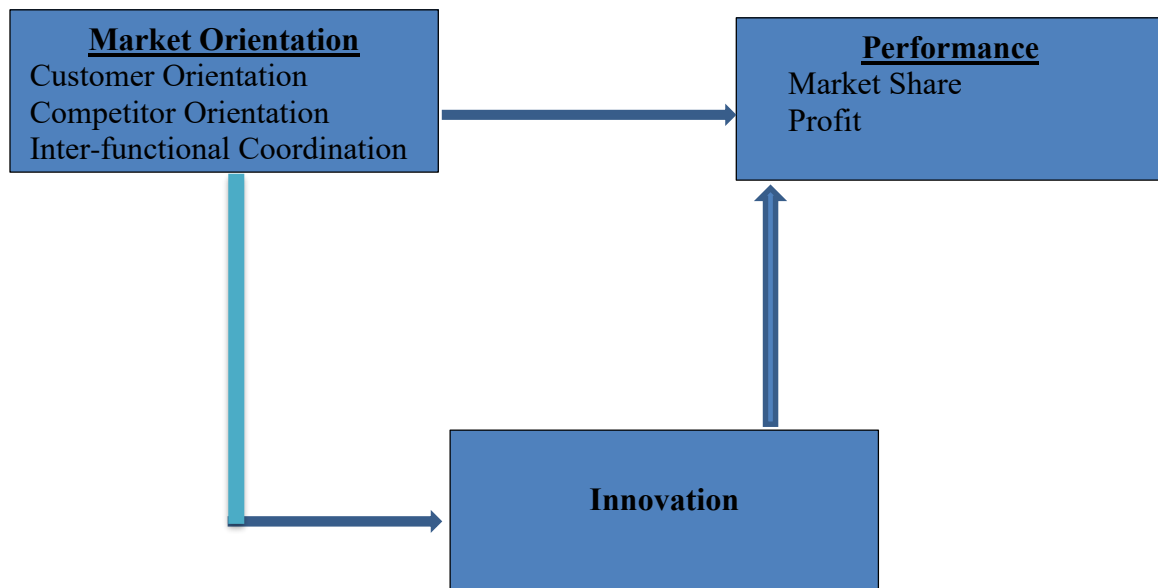 Market Orientation
Customer Orientation
Competitor Orientation
Inter-functional Coordination
Performance
Market Share
Profit
Innovation